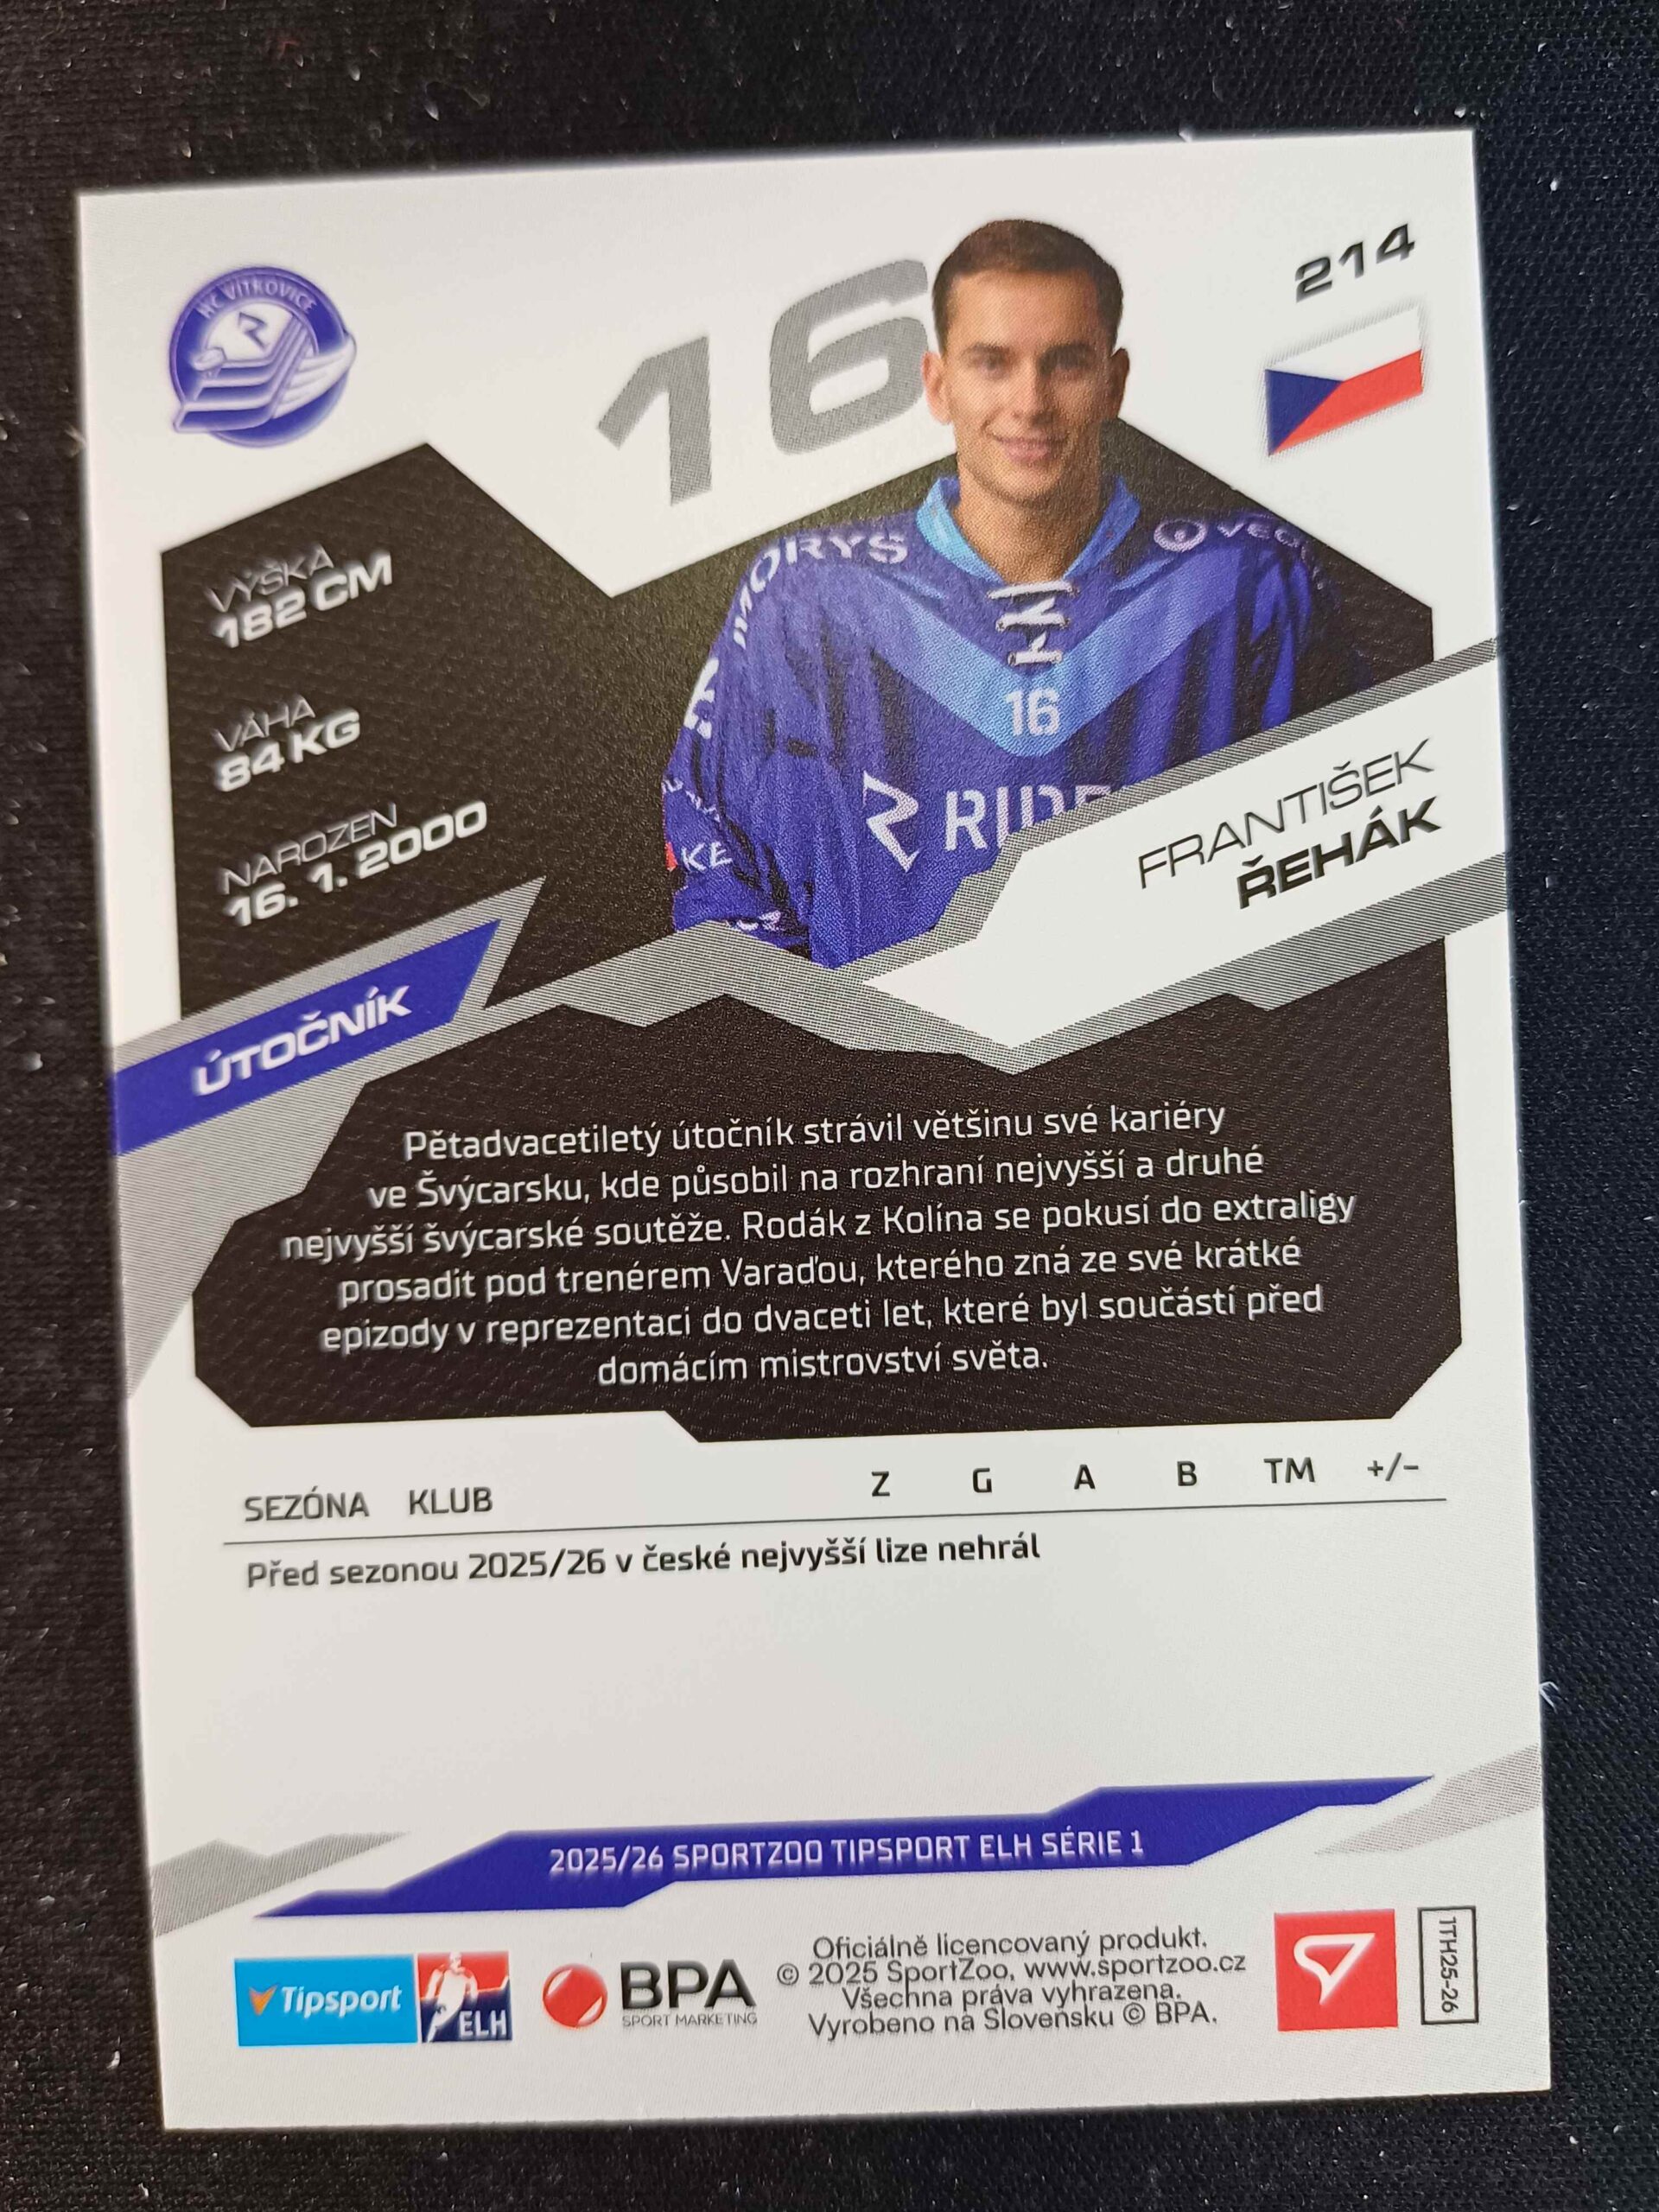 HC VÍTKOVICE
16
214
VÝŠKA
182 CM
VÁHA
84 KG
NAROZEN
16. 1. 2000
MORYS
16
KE
FRANTIŠEK
ŘEHÁK
ÚTOČNÍK
Pětadvacetiletý útočník strávil většinu své kariéry
ve Švýcarsku, kde působil na rozhraní nejvyšší a druhé
nejvyšší švýcarské soutěže. Rodák z Kolína se pokusí do extraligy
prosadit pod trenérem Varaďou, kterého zná ze své krátké
epizody v reprezentaci do dvaceti let, které byl součástí před
domácím mistrovství světa.
SEZÓNA KLUB Z G A B TM +/-
Před sezonou 2025/26 v české nejvyšší lize nehrál
2025/26 SPORTZOO TIPSPORT ELH SÉRIE 1
Tipsport
ELH
BPA
SPORT MARKETING
Oficiálně licencovaný produkt.
© 2025 SportZoo, www.sportzoo.cz
Všechna práva vyhrazena.
Vyrobeno na Slovensku © BPA.
1TH25-26